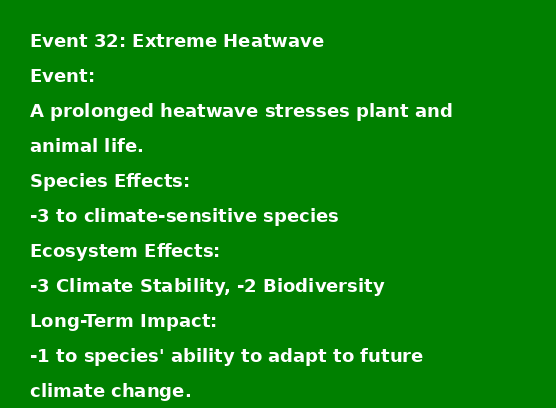 Event 32: Extreme Heatwave
Event:
A prolonged heatwave stresses plant and
animal life.
Species Effects:
-3 to climate-sensitive species
Ecosystem Effects:
-3 Climate Stability, -2 Biodiversity
Long-Term Impact:
-1 to species' ability to adapt to future
climate change.